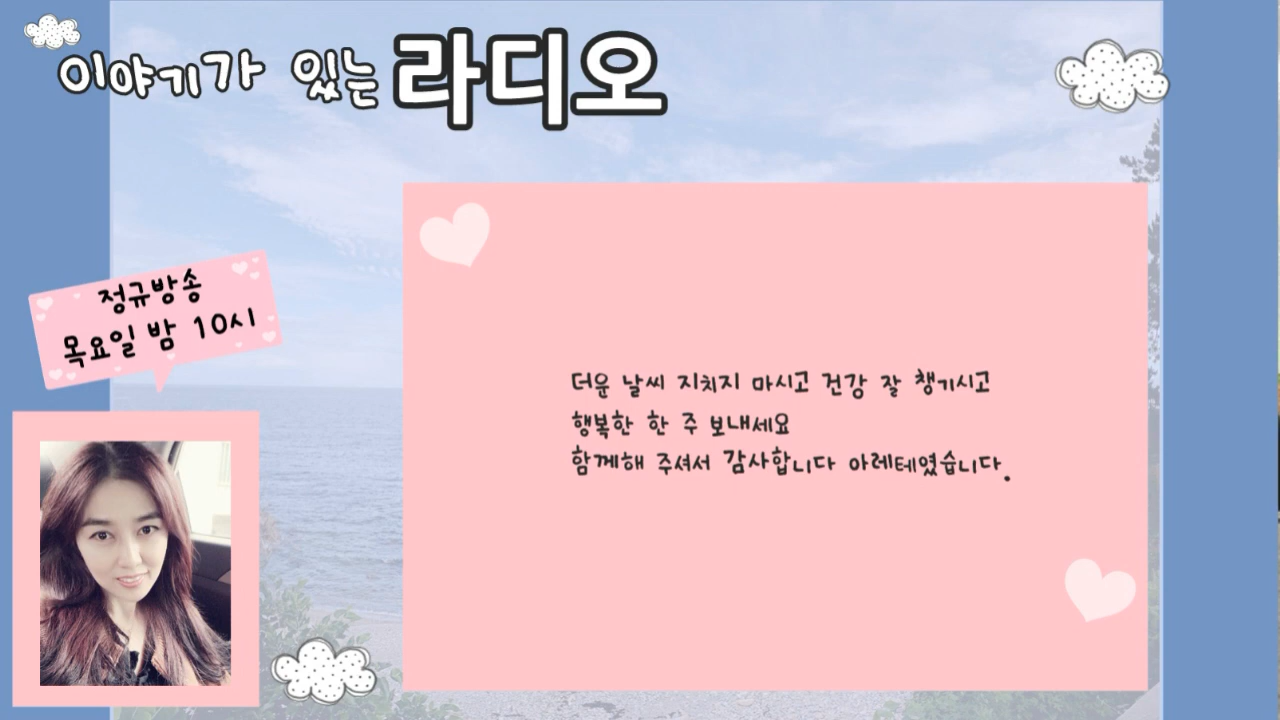 이야기가 있는 라디오
정규방송
목요일 밤 10시
더운 날씨 지치지 마시고 건강 잘 챙기시고
행복한 한 주 보내세요
함께해 주셔서 감사합니다 아레테였습니다.